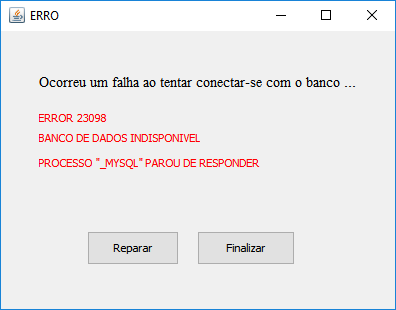 ERRO
Ocorreu um falha ao tentar conectar-se com o banco ...
ERROR 23098
BANCO DE DADOS INDISPONIVEL
PROCESSO "_MYSQL" PAROU DE RESPONDER
Reparar
Finalizar